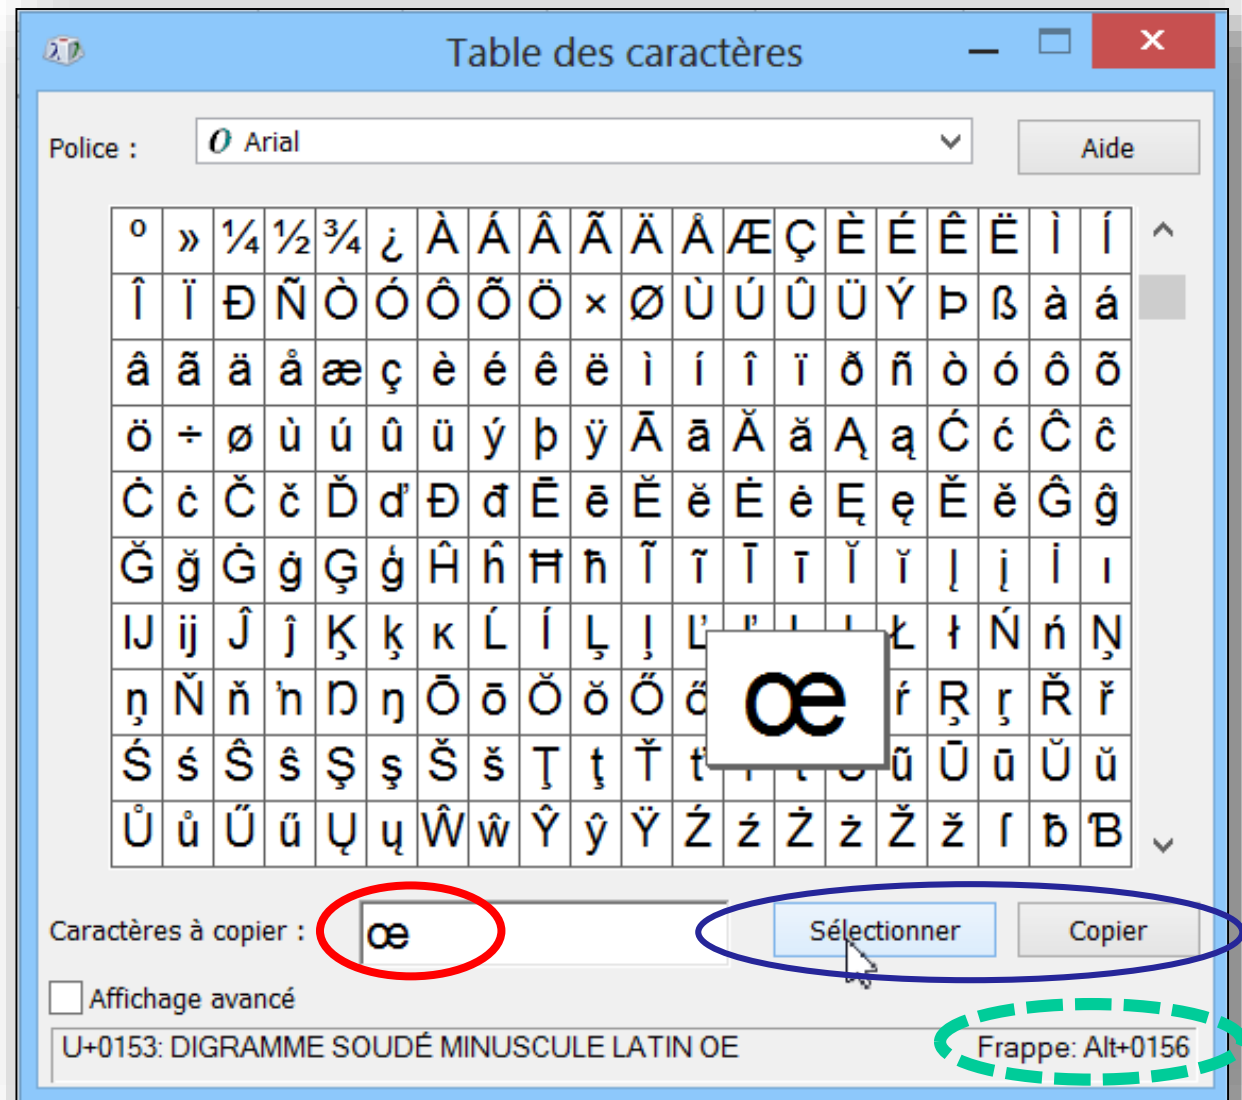 Table des caractères
Police : O Arial Aide
º » ¼ ½ ¾ ¿ À Á Â Ã Ä Å Æ Ç È É Ê Ë Ì Í
Î Ï Ð Ñ Ò Ó Ô Õ Ö × Ø Ù Ú Û Ü Ý Þ ß à á
â ã ä å æ ç è é ê ë ì í î ï ð ñ ò ó ô õ
ö ÷ ø ù ú û ü ý þ ÿ Ā ā Ă ă Ą ą Ć ć Ĉ ĉ
Ċ ċ Č č Ď ď Đ đ Ē ē Ĕ ĕ Ė ė Ę ę Ě ě Ĝ ĝ
Ğ ğ Ġ ġ Ģ ģ Ĥ ĥ Ħ ħ Ĩ ĩ Ī ī Ĭ ĭ Į į İ ı
Ĳ ĳ Ĵ ĵ Ķ ķ ĸ Ĺ ĺ Ļ ļ Ľ Ł ł Ń ń Ņ
ņ Ň ň ŉ Ŋ ŋ Ō ō Ŏ ŏ Ő ő œ ŕ Ŗ ŗ Ř ř
Ś ś Ŝ ŝ Ş ş Š š Ţ ţ Ť ť ũ Ū ū Ŭ ŭ
Ů ů Ű ű Ų ų Ŵ ŵ Ŷ ŷ Ÿ Ź ź Ż ż Ž ž ſ ƀ Ɓ
Caractères à copier : œ Sélectionner Copier
Affichage avancé
U+0153: DIGRAMME SOUDÉ MINUSCULE LATIN OE Frappe: Alt+0156